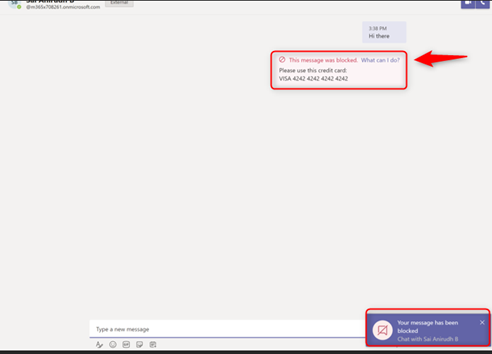 SB
Sai Anirudh B
External
@m365x708261.onmicrosoft.com
3:38 PM
Hi there
This message was blocked. What can I do?
Please use this credit card:
VISA 4242 4242 4242 4242
Type a new message
Your message has been
blocked
Chat with Sai Anirudh B